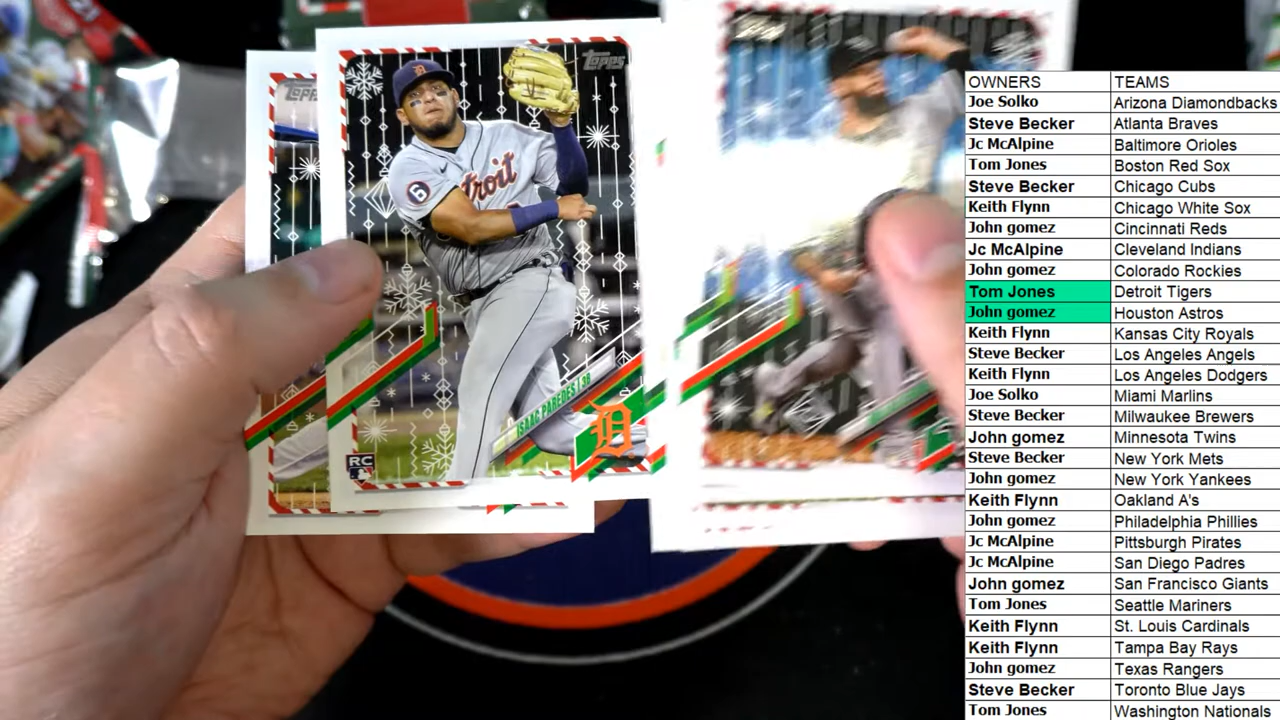 Topps
Topps
6
Detroit
ISAAC PAREDES | 3B
D
RC
OWNERS TEAMS
Joe Solko Arizona Diamondbacks
Steve Becker Atlanta Braves
Jc McAlpine Baltimore Orioles
Tom Jones Boston Red Sox
Steve Becker Chicago Cubs
Keith Flynn Chicago White Sox
John gomez Cincinnati Reds
Jc McAlpine Cleveland Indians
John gomez Colorado Rockies
Tom Jones Detroit Tigers
John gomez Houston Astros
Keith Flynn Kansas City Royals
Steve Becker Los Angeles Angels
Keith Flynn Los Angeles Dodgers
Joe Solko Miami Marlins
Steve Becker Milwaukee Brewers
John gomez Minnesota Twins
Steve Becker New York Mets
John gomez New York Yankees
Keith Flynn Oakland A's
John gomez Philadelphia Phillies
Jc McAlpine Pittsburgh Pirates
Jc McAlpine San Diego Padres
John gomez San Francisco Giants
Tom Jones Seattle Mariners
Keith Flynn St. Louis Cardinals
Keith Flynn Tampa Bay Rays
John gomez Texas Rangers
Steve Becker Toronto Blue Jays
Tom Jones Washington Nationals